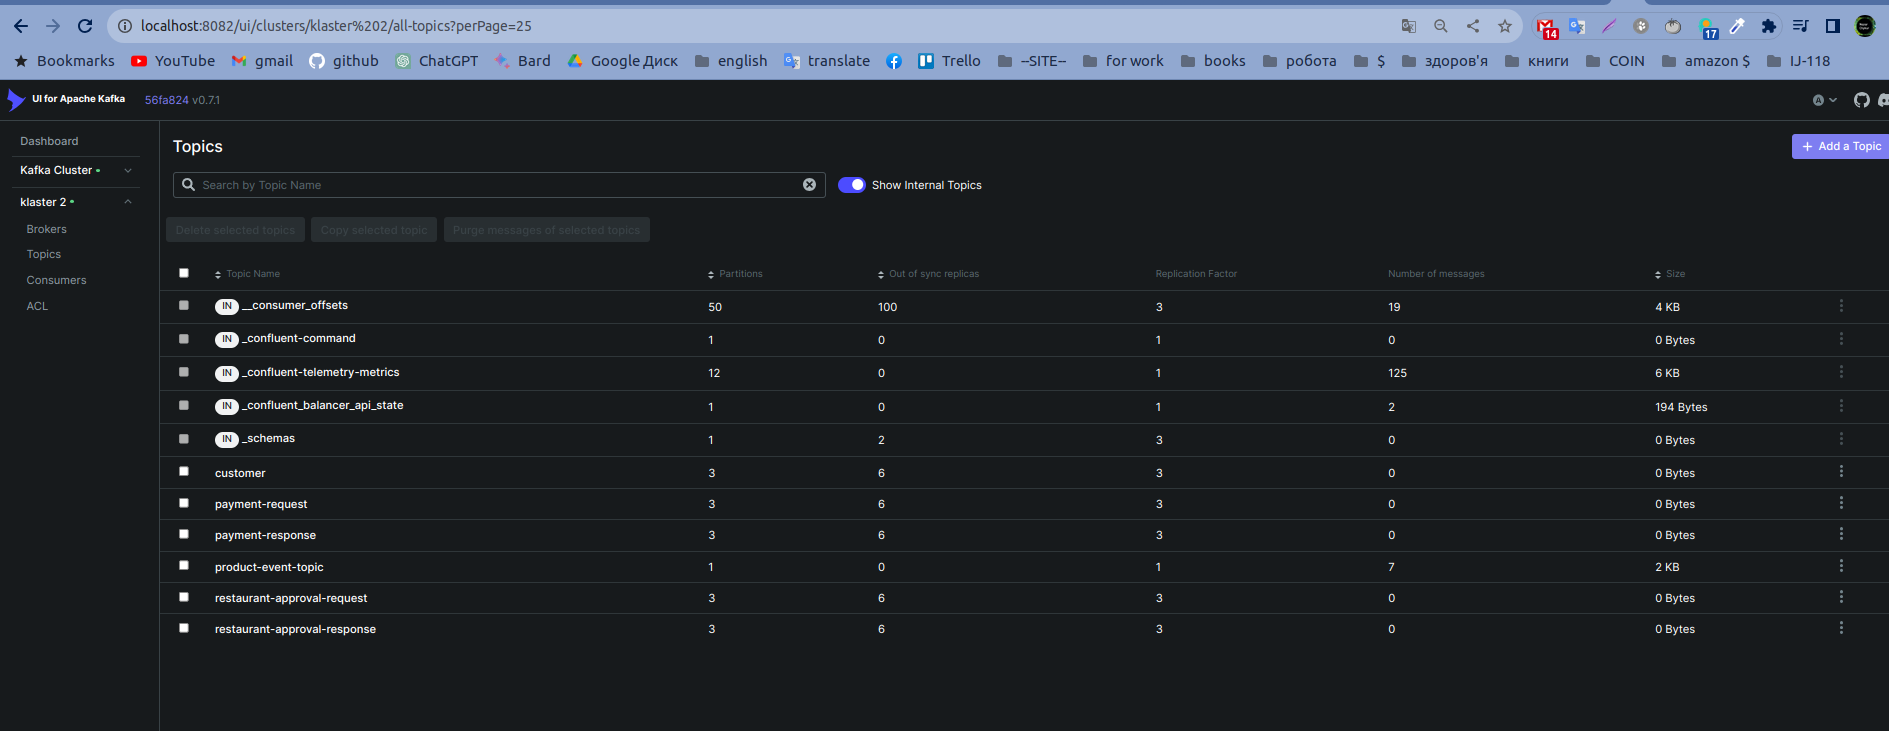 localhost:8082/ui/clusters/klaster%202/all-topics?perPage=25
14
17
Bookmarks YouTube gmail github ChatGPT Bard Google Диск english translate Trello --SITE-- for work books робота $ здоров'я книги COIN amazon $ IJ-118
UI for Apache Kafka 56fa824 v0.7.1 A
Dashboard
Kafka Cluster
klaster 2
Brokers
Topics
Consumers
ACL
Topics
+ Add a Topic
Search by Topic Name Show Internal Topics
Delete selected topics Copy selected topic Purge messages of selected topics
Topic Name Partitions Out of sync replicas Replication Factor Number of messages Size
IN __consumer_offsets 50 100 3 19 4 KB
IN _confluent-command 1 0 1 0 0 Bytes
IN _confluent-telemetry-metrics 12 0 1 125 6 KB
IN _confluent_balancer_api_state 1 0 1 2 194 Bytes
IN _schemas 1 2 3 0 0 Bytes
customer 3 6 3 0 0 Bytes
payment-request 3 6 3 0 0 Bytes
payment-response 3 6 3 0 0 Bytes
product-event-topic 1 0 1 7 2 KB
restaurant-approval-request 3 6 3 0 0 Bytes
restaurant-approval-response 3 6 3 0 0 Bytes